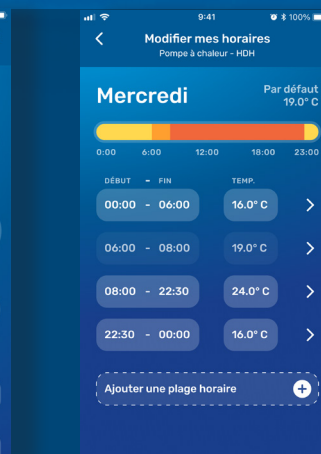 9:41
100%
Modifier mes horaires
Pompe à chaleur - HDH
Mercredi
Par défaut
19.0° C
0:00 6:00 12:00 18:00 23:00
DÉBUT - FIN TEMP.
00:00 - 06:00 16.0° C
06:00 - 08:00 19.0° C
08:00 - 22:30 24.0° C
22:30 - 00:00 16.0° C
Ajouter une plage horaire